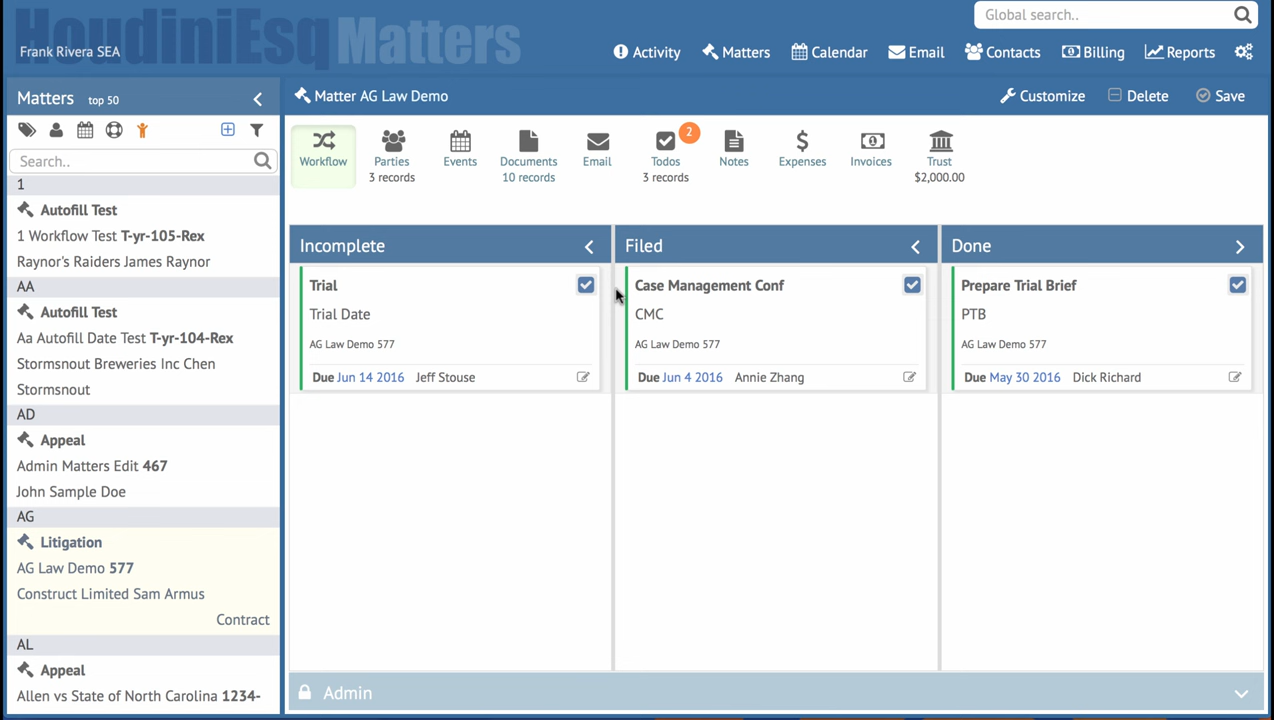 HoudiniEsq Matters
Frank Rivera SEA
Global search..
Activity Matters Calendar Email Contacts Billing Reports
Matters top 50
Matter AG Law Demo
Customize Delete Save
Search..
1
Autofill Test
1 Workflow Test T-yr-105-Rex
Raynor's Raiders James Raynor
AA
Autofill Test
Aa Autofill Date Test T-yr-104-Rex
Stormsnout Breweries Inc Chen
Stormsnout
AD
Appeal
Admin Matters Edit 467
John Sample Doe
AG
Litigation
AG Law Demo 577
Construct Limited Sam Armus
Contract
AL
Appeal
Allen vs State of North Carolina 1234-
Workflow
Parties
3 records
Events
Documents
10 records
Email
2
Todos
3 records
Notes
Expenses
Invoices
Trust
$2,000.00
Incomplete
Trial
Trial Date
AG Law Demo 577
Due Jun 14 2016 Jeff Stouse
Filed
Case Management Conf
CMC
AG Law Demo 577
Due Jun 4 2016 Annie Zhang
Done
Prepare Trial Brief
PTB
AG Law Demo 577
Due May 30 2016 Dick Richard
Admin